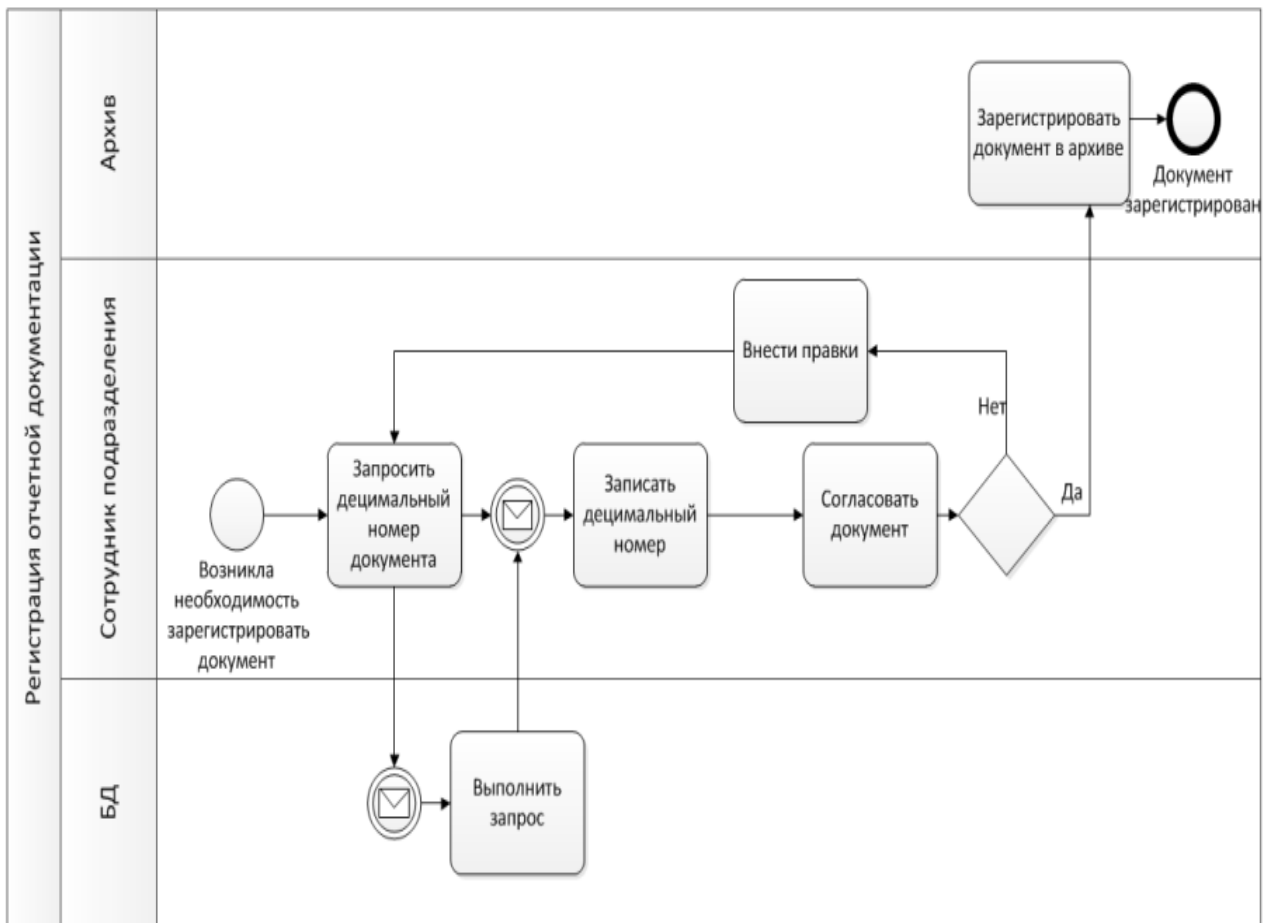 Регистрация отчетной документации
Архив
Зарегистрировать
документ в архиве
Документ
зарегистрирован
Сотрудник подразделения
Внести правки
Нет
Возникла
необходимость
зарегистрировать
документ
Запросить
децимальный
номер
документа
Записать
децимальный
номер
Согласовать
документ
Да
БД
Выполнить
запрос